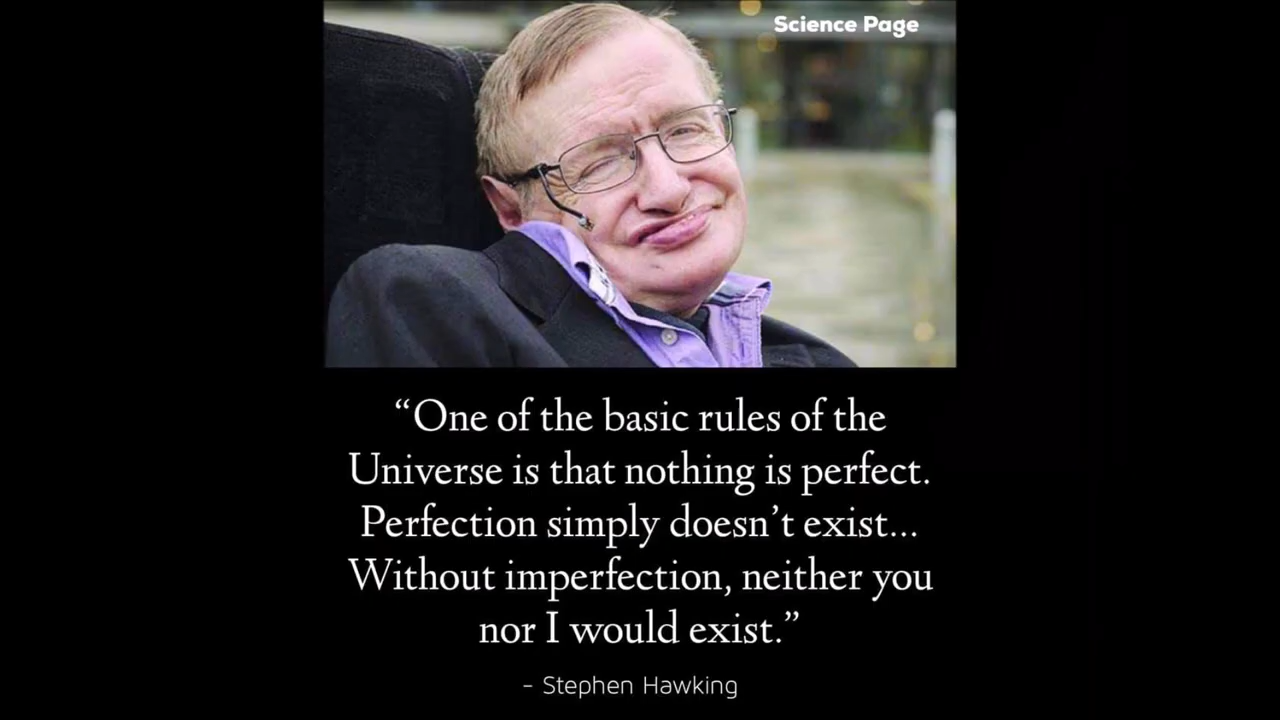 Science Page
“One of the basic rules of the
Universe is that nothing is perfect.
Perfection simply doesn’t exist...
Without imperfection, neither you
nor I would exist.”
- Stephen Hawking